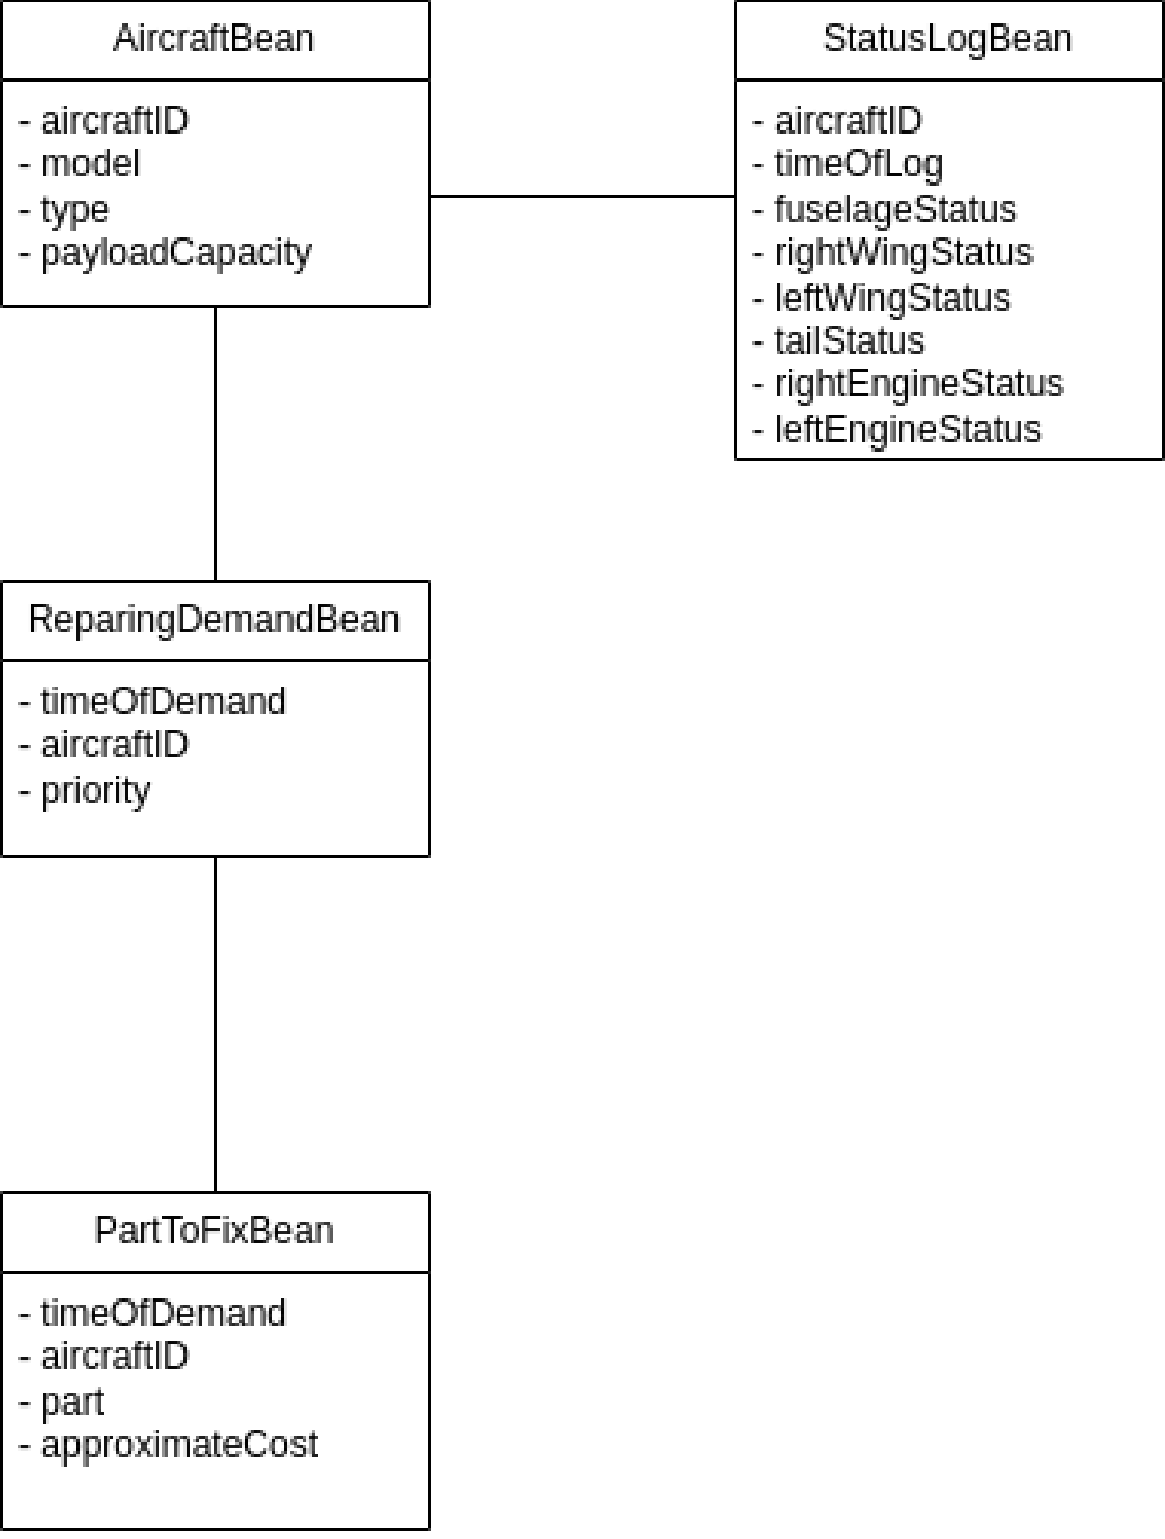 AircraftBean
- aircraftID
- model
- type
- payloadCapacity
StatusLogBean
- aircraftID
- timeOfLog
- fuselageStatus
- rightWingStatus
- leftWingStatus
- tailStatus
- rightEngineStatus
- leftEngineStatus
ReparingDemandBean
- timeOfDemand
- aircraftID
- priority
PartToFixBean
- timeOfDemand
- aircraftID
- part
- approximateCost